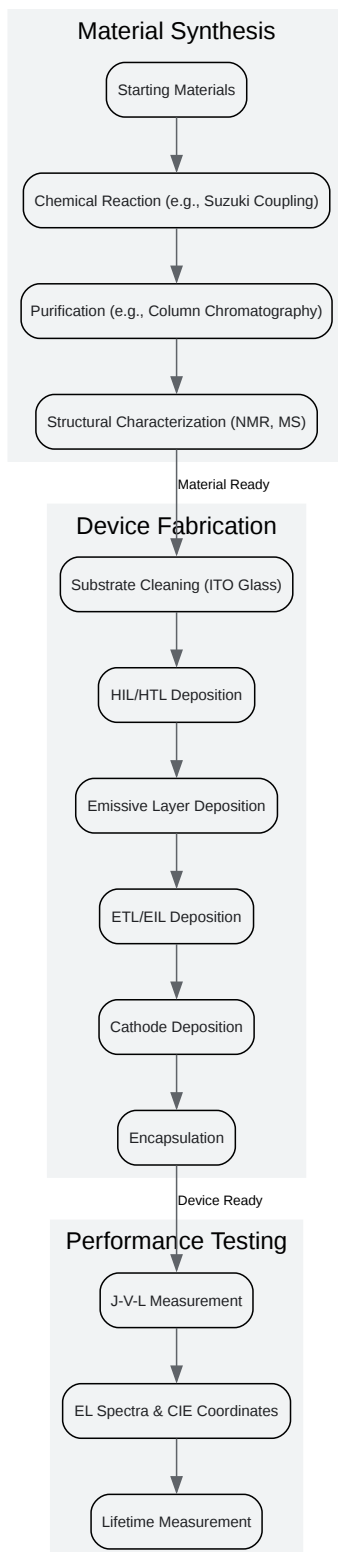 Material Synthesis
Starting Materials
Chemical Reaction (e.g., Suzuki Coupling)
Purification (e.g., Column Chromatography)
Structural Characterization (NMR, MS)
Material Ready
Device Fabrication
Substrate Cleaning (ITO Glass)
HIL/HTL Deposition
Emissive Layer Deposition
ETL/EIL Deposition
Cathode Deposition
Encapsulation
Device Ready
Performance Testing
J-V-L Measurement
EL Spectra & CIE Coordinates
Lifetime Measurement